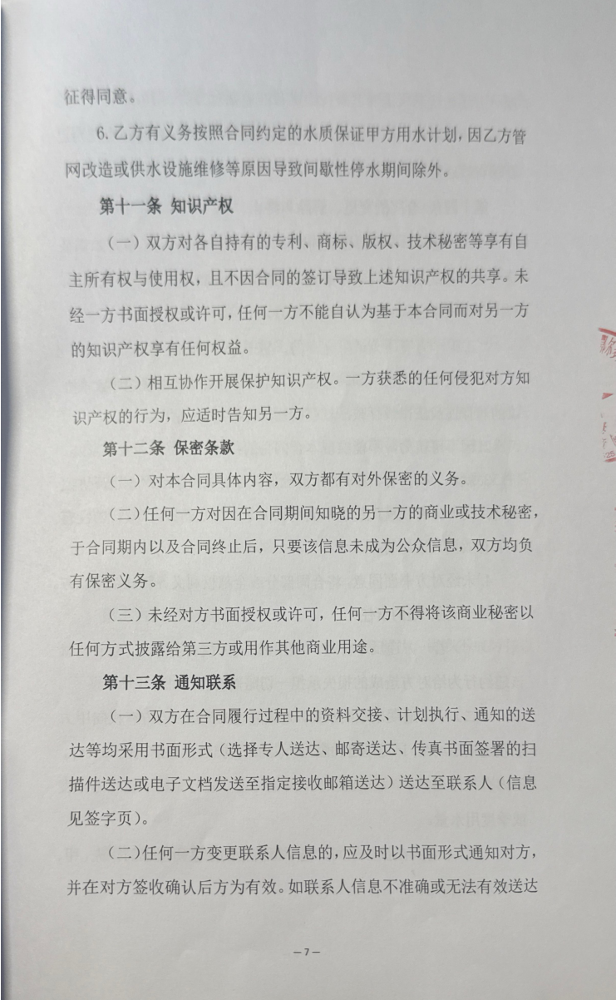 征得同意。
6.乙方有义务按照合同约定的水质保证甲方用水计划,因乙方管
网改造或供水设施维修等原因导致间歇性停水期间除外。
第十一条 知识产权
（一）双方对各自持有的专利、商标、版权、技术秘密等享有自
主所有权与使用权，且不因合同的签订导致上述知识产权的共享。未
经一方书面授权或许可，任何一方不能自认为基于本合同而对另一方
的知识产权享有任何权益。
（二）相互协作开展保护知识产权。一方获悉的任何侵犯对方知
识产权的行为，应适时告知另一方。
第十二条 保密条款
（一）对本合同具体内容，双方都有对外保密的义务。
（二）任何一方对因在合同期间知晓的另一方的商业或技术秘密，
于合同期内以及合同终止后，只要该信息未成为公众信息，双方均负
有保密义务。
（三）未经对方书面授权或许可，任何一方不得将该商业秘密以
任何方式披露给第三方或用作其他商业用途。
第十三条 通知联系
（一）双方在合同履行过程中的资料交接、计划执行、通知的送
达等均采用书面形式（选择专人送达、邮寄送达、传真书面签署的扫
描件送达或电子文档发送至指定接收邮箱送达）送达至联系人（信息
见签字页）。
（二）任何一方变更联系人信息的，应及时以书面形式通知对方，
并在对方签收确认后方为有效。如联系人信息不准确或无法有效送达
—7—